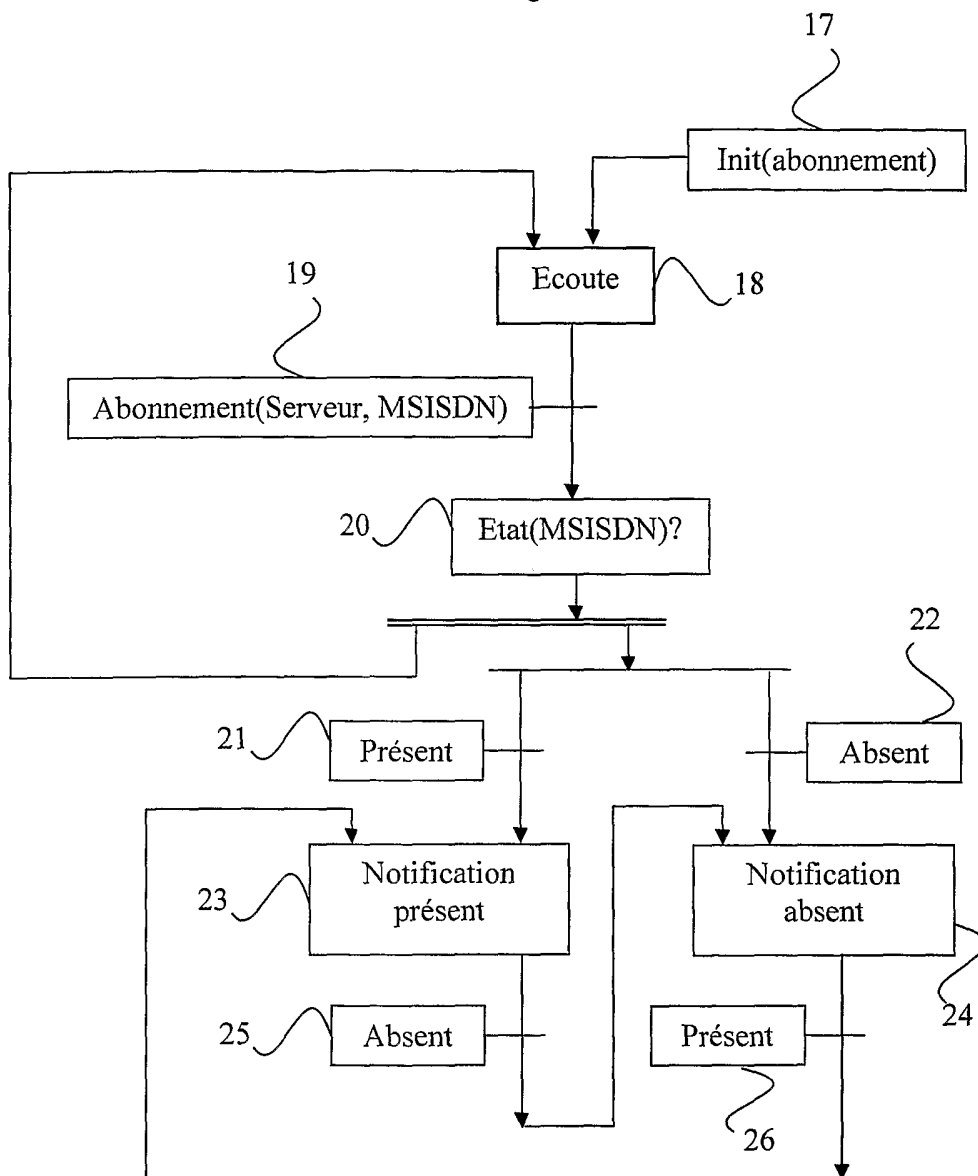 17
Init(abonnement)
Ecoute
18
19
Abonnement(Serveur, MSISDN)
20
Etat(MSISDN)?
22
21
Présent
Absent
Notification
présent
23
Notification
absent
24
25
Absent
Présent
26